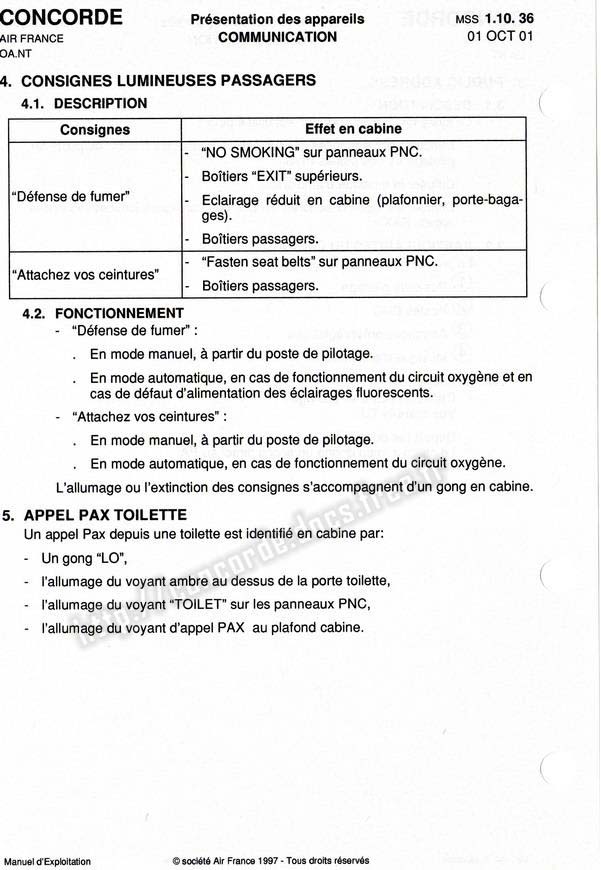 CONCORDE
AIR FRANCE
OA.NT
Présentation des appareils
COMMUNICATION
MSS 1.10. 36
01 OCT 01
4. CONSIGNES LUMINEUSES PASSAGERS
4.1. DESCRIPTION
Consignes
Effet en cabine
“Défense de fumer”
- “NO SMOKING” sur panneaux PNC.
- Boîtiers “EXIT” supérieurs.
- Eclairage réduit en cabine (plafonnier, porte-baga-
ges).
- Boîtiers passagers.
“Attachez vos ceintures”
- “Fasten seat belts” sur panneaux PNC.
- Boîtiers passagers.
4.2. FONCTIONNEMENT
- “Défense de fumer” :
. En mode manuel, à partir du poste de pilotage.
. En mode automatique, en cas de fonctionnement du circuit oxygène et en
cas de défaut d’alimentation des éclairages fluorescents.
- “Attachez vos ceintures” :
. En mode manuel, à partir du poste de pilotage.
. En mode automatique, en cas de fonctionnement du circuit oxygène.
L’allumage ou l’extinction des consignes s’accompagnent d’un gong en cabine.
5. APPEL PAX TOILETTE
Un appel Pax depuis une toilette est identifié en cabine par:
- Un gong “LO”,
- l’allumage du voyant ambre au dessus de la porte toilette,
- l’allumage du voyant “TOILET” sur les panneaux PNC,
- l’allumage du voyant d’appel PAX au plafond cabine.
http://concorde.docs.free.fr
Manuel d’Exploitation
© société Air France 1997 - Tous droits réservés